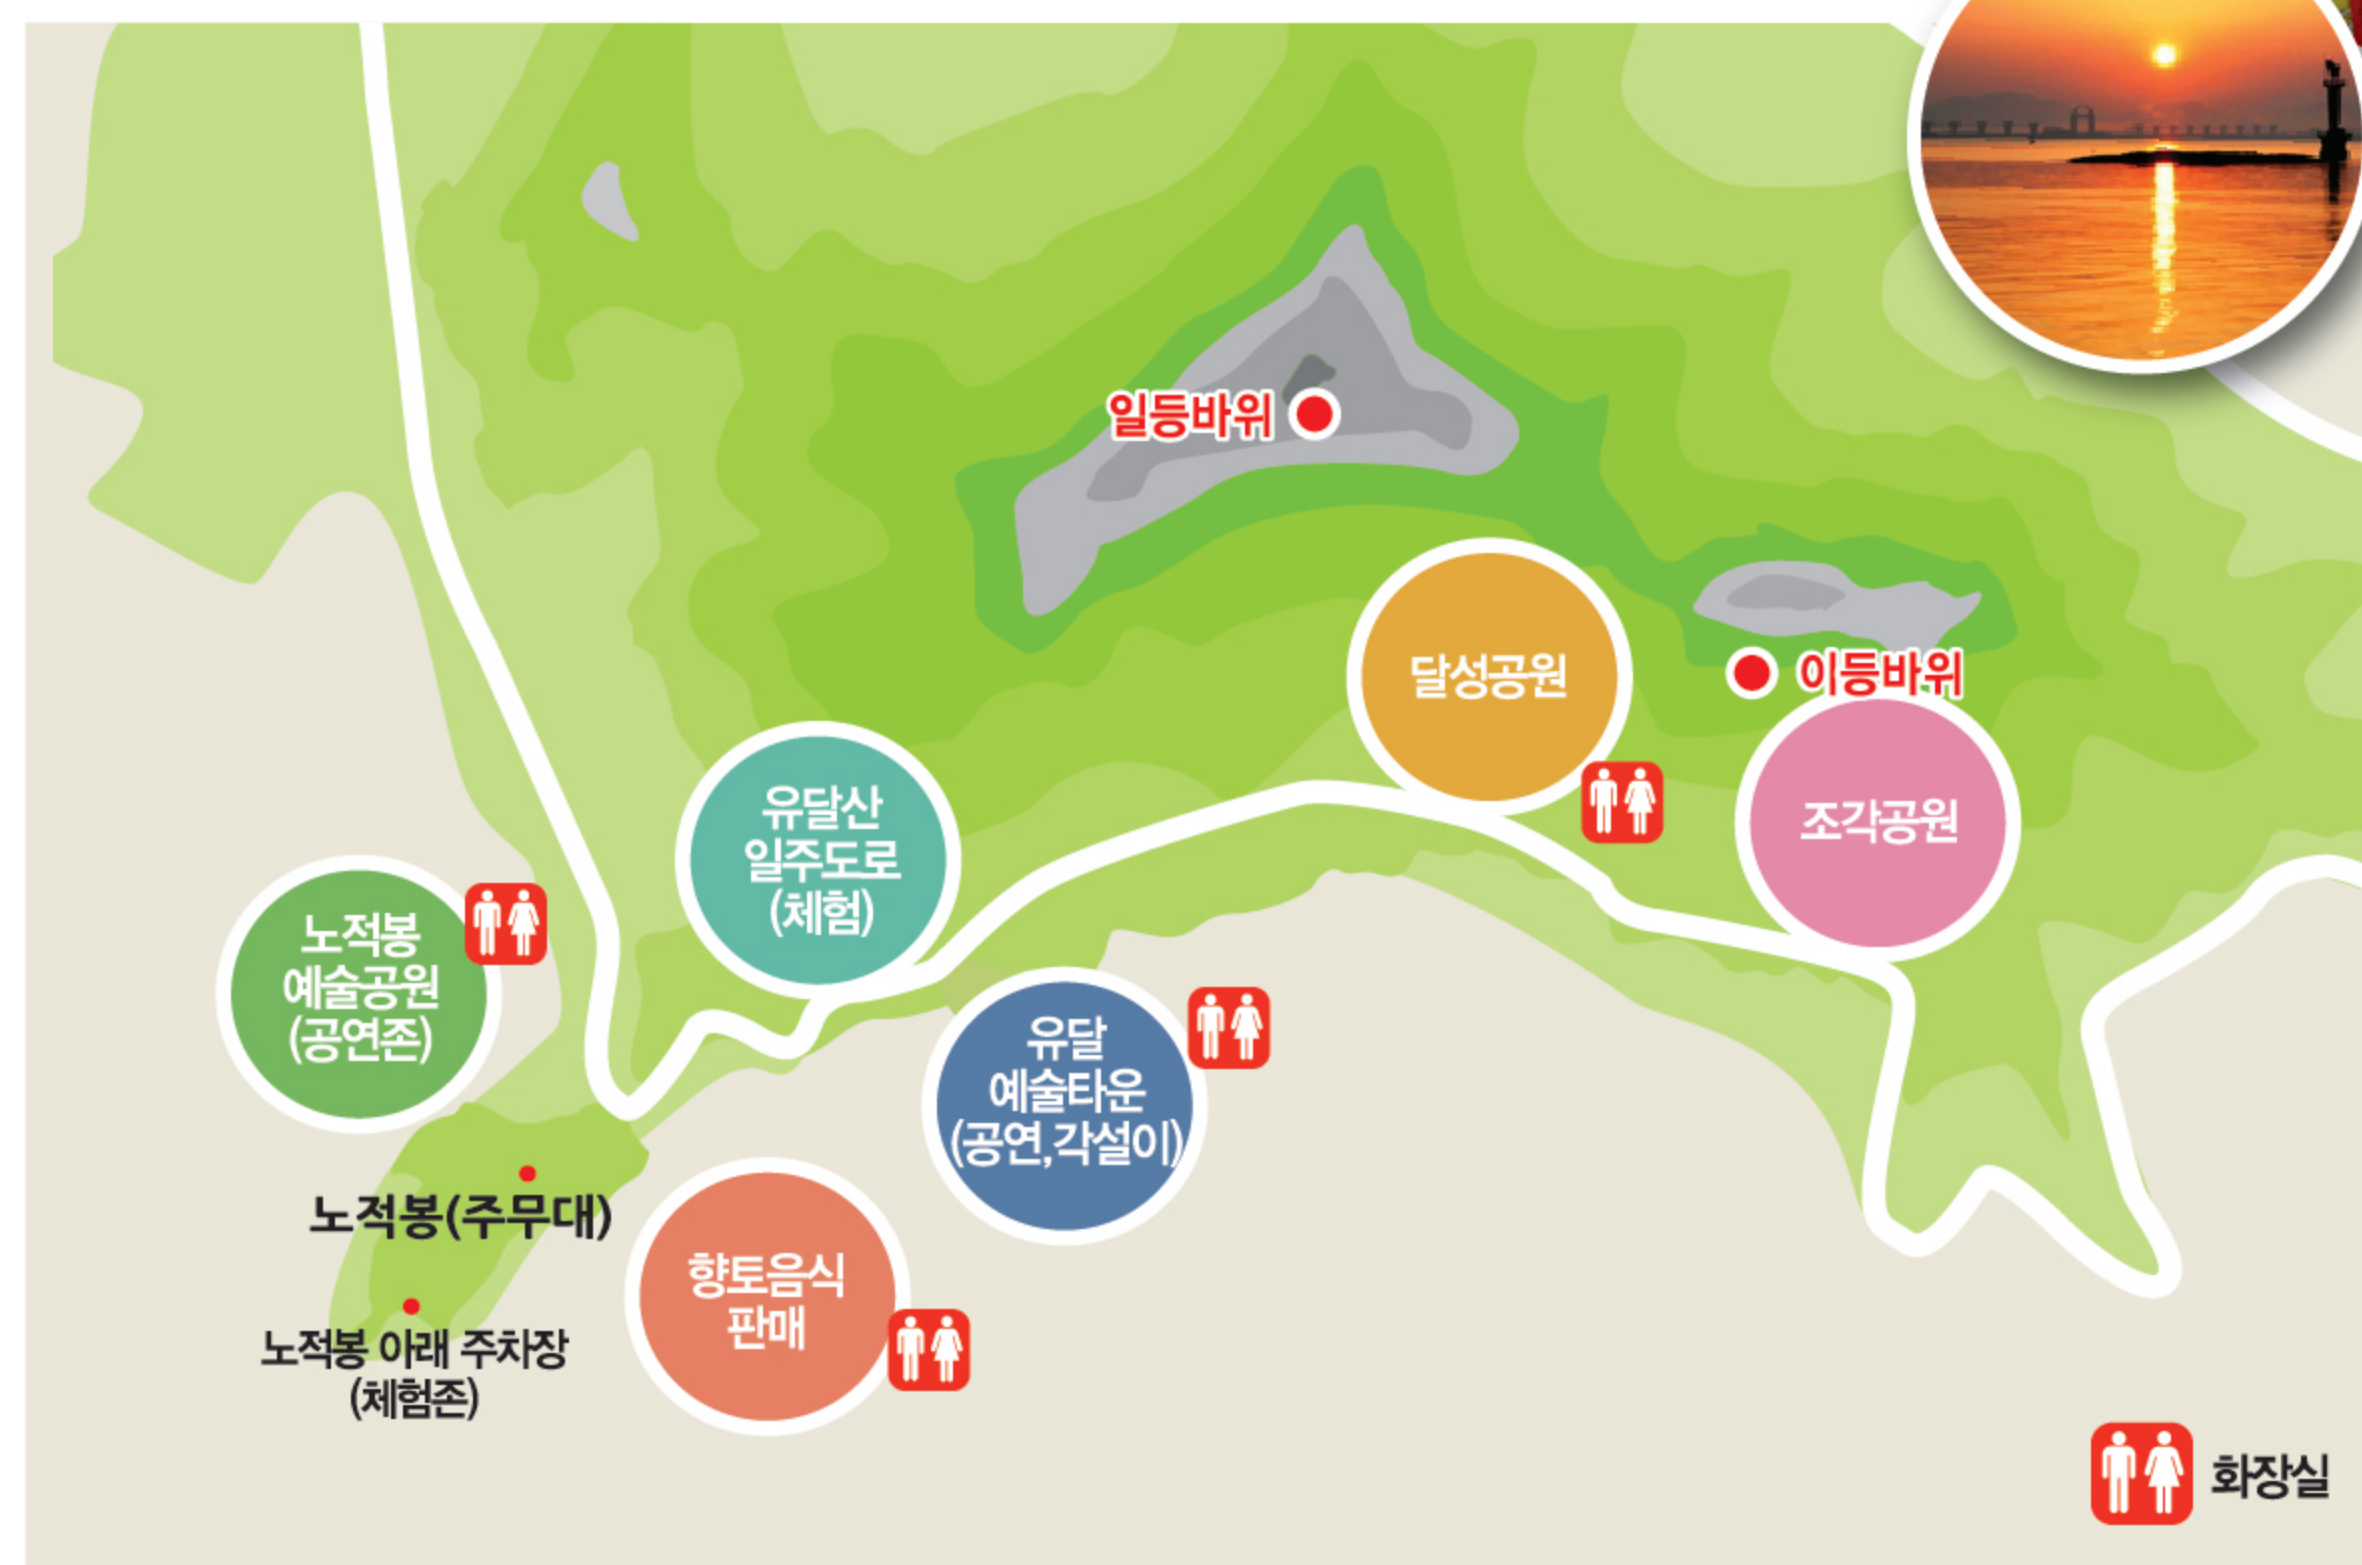 일등바위
달성공원
이등바위
유달산
일주도로
(체험)
조각공원
노적봉
예술공원
(공연존)
유달
예술타운
(공연,각설이)
노적봉(주무대)
향토음식
판매
노적봉 아래 주차장
(체험존)
화장실